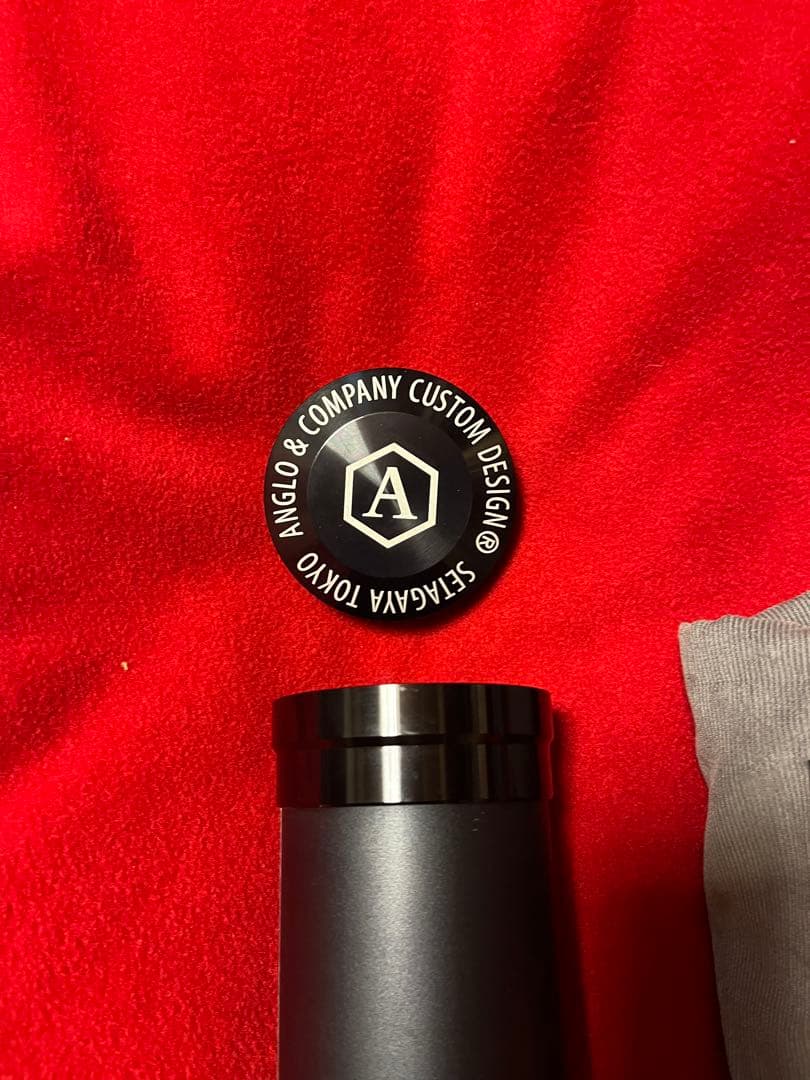 ANGLO & COMPANY CUSTOM DESIGN®
SETAGAYA TOKYO
A